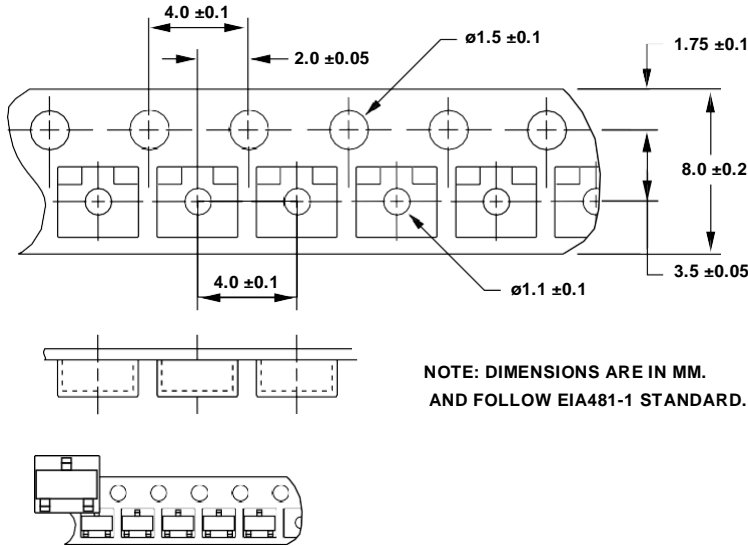 4.0 ±0.1
ø1.5 ±0.1
1.75 ±0.1
2.0 ±0.05
8.0 ±0.2
3.5 ±0.05
4.0 ±0.1
ø1.1 ±0.1
NOTE: DIMENSIONS ARE IN MM.
AND FOLLOW EIA481-1 STANDARD.